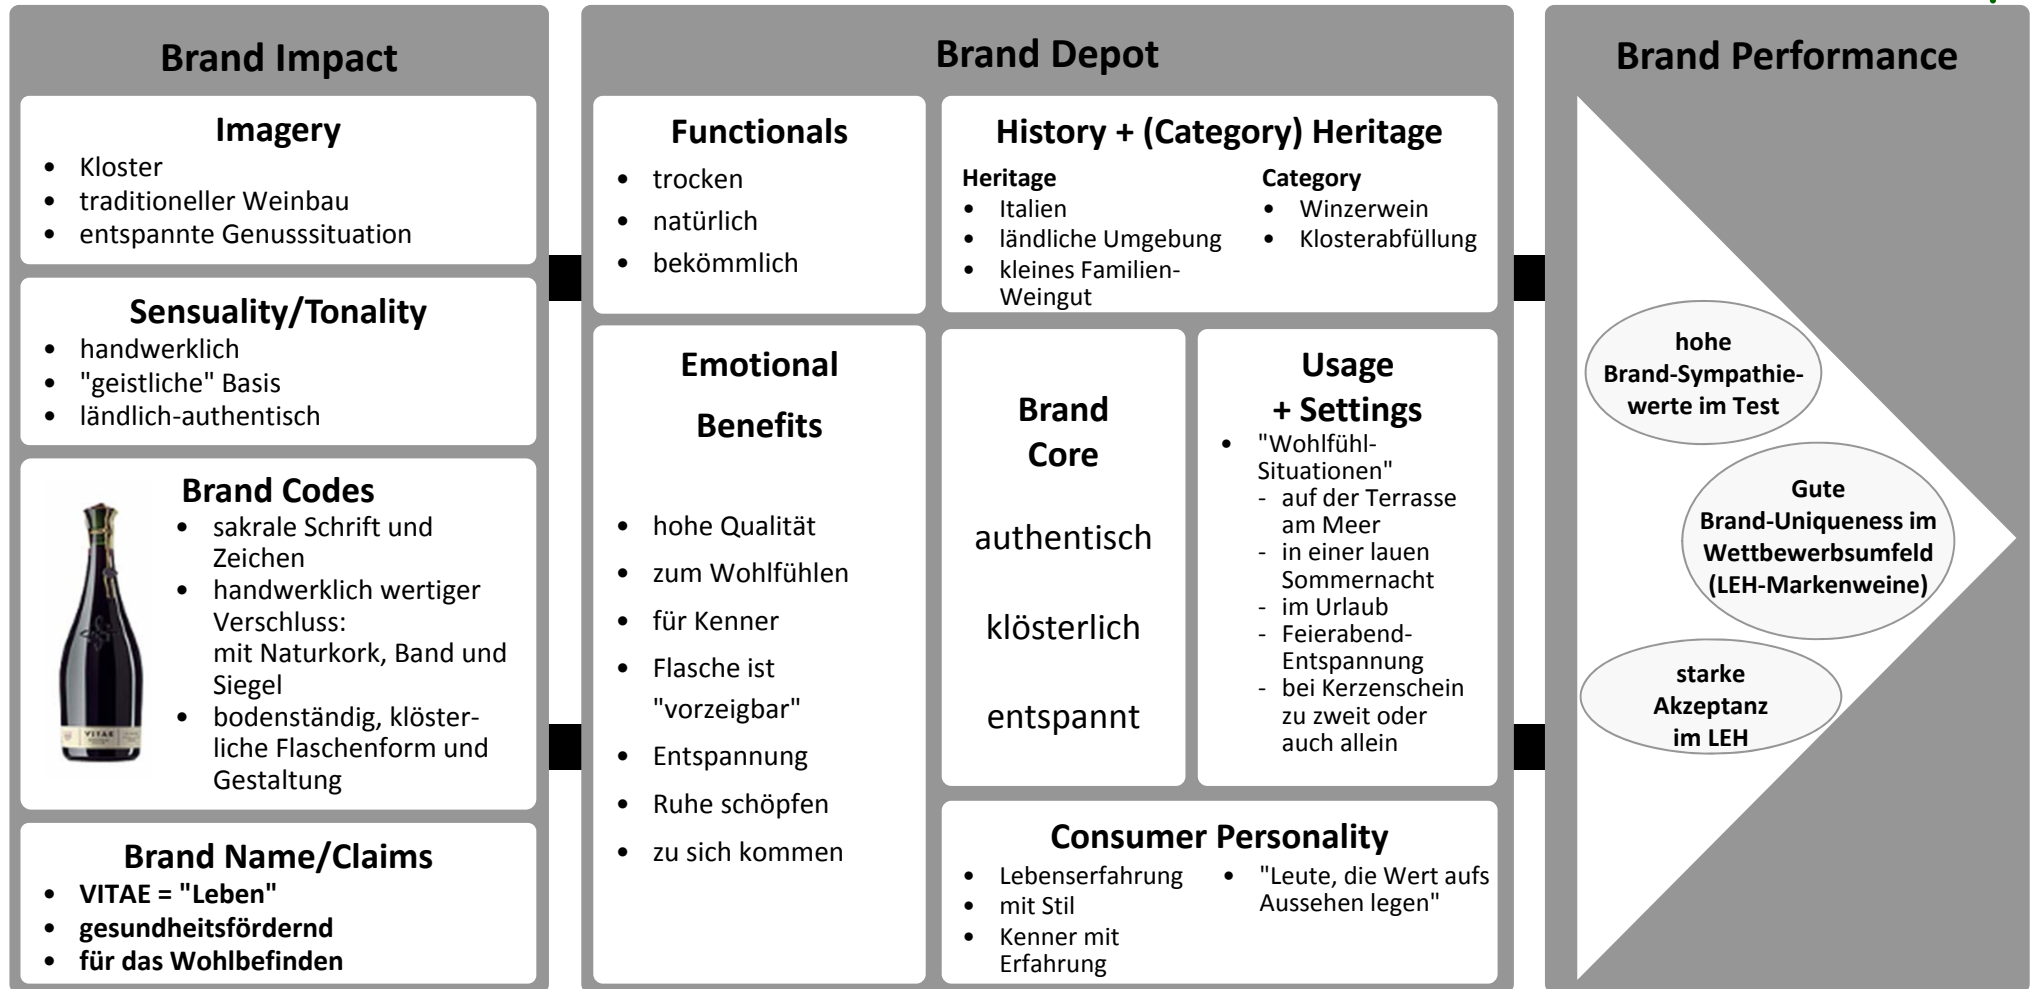 Brand Impact
Imagery
• Kloster
• traditioneller Weinbau
• entspannte Genusssituation
Sensuality/Tonality
• handwerklich
• "geistliche" Basis
• ländlich-authentisch
Brand Codes
• sakrale Schrift und
Zeichen
• handwerklich wertiger
Verschluss:
mit Naturkork, Band und
Siegel
• bodenständig, klöster-
liche Flaschenform und
Gestaltung
VITAE
Brand Name/Claims
• VITAE = "Leben"
• gesundheitsfördernd
• für das Wohlbefinden
Brand Depot
Functionals
• trocken
• natürlich
• bekömmlich
History + (Category) Heritage
Heritage
• Italien
• ländliche Umgebung
• kleines Familien-
Weingut
Category
• Winzerwein
• Klosterabfüllung
Emotional
Benefits
• hohe Qualität
• zum Wohlfühlen
• für Kenner
• Flasche ist
"vorzeigbar"
• Entspannung
• Ruhe schöpfen
• zu sich kommen
Brand
Core
authentisch
klösterlich
entspannt
Usage
+ Settings
• "Wohlfühl-
Situationen"
- auf der Terrasse
am Meer
- in einer lauen
Sommernacht
- im Urlaub
- Feierabend-
Entspannung
- bei Kerzenschein
zu zweit oder
auch allein
Consumer Personality
• Lebenserfahrung
• mit Stil
• Kenner mit
Erfahrung
• "Leute, die Wert aufs
Aussehen legen"
Brand Performance
hohe
Brand-Sympathie-
werte im Test
Gute
Brand-Uniqueness im
Wettbewerbsumfeld
(LEH-Markenweine)
starke
Akzeptanz
im LEH